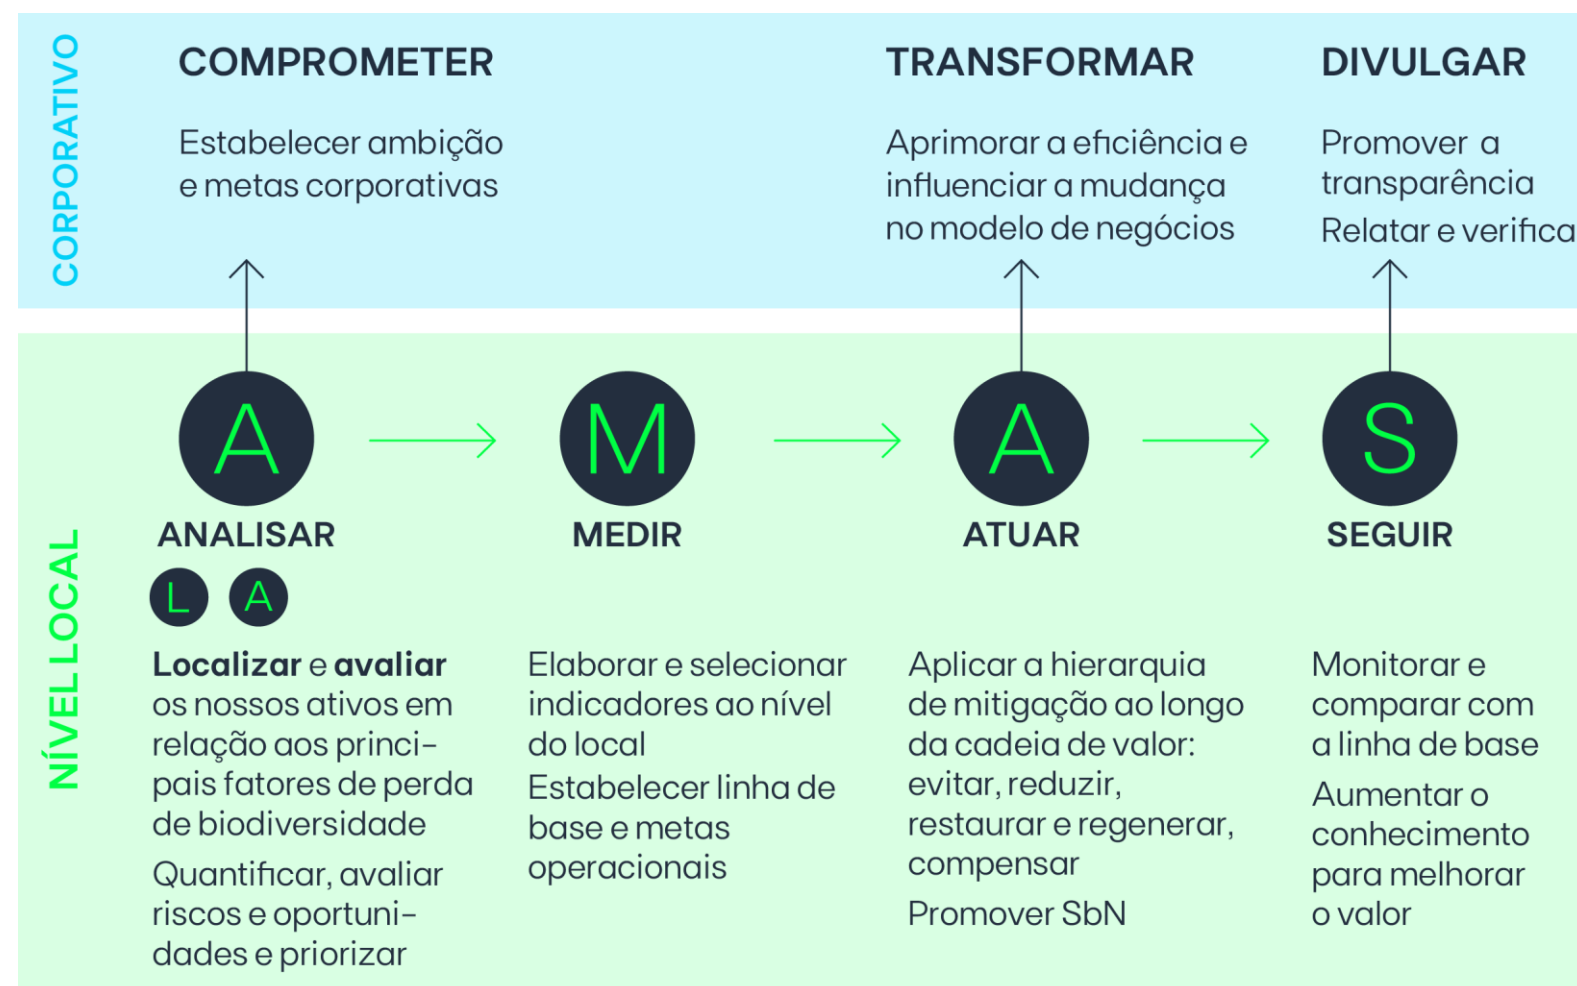 CORPORATIVO
COMPROMETER
Estabelecer ambição
e metas corporativas
TRANSFORMAR
Aprimorar a eficiência e
influenciar a mudança
no modelo de negócios
DIVULGAR
Promover a
transparência
Relatar e verifica
NÍVEL LOCAL
A
ANALISAR
L A
Localizar e avaliar
os nossos ativos em
relação aos princi-
pais fatores de perda
de biodiversidade
Quantificar, avaliar
riscos e oportuni-
dades e priorizar
M
MEDIR
Elaborar e selecionar
indicadores ao nível
do local
Estabelecer linha de
base e metas
operacionais
A
ATUAR
Aplicar a hierarquia
de mitigação ao longo
da cadeia de valor:
evitar, reduzir,
restaurar e regenerar,
compensar
Promover SbN
S
SEGUIR
Monitorar e
comparar com
a linha de base
Aumentar o
conhecimento
para melhorar
o valor